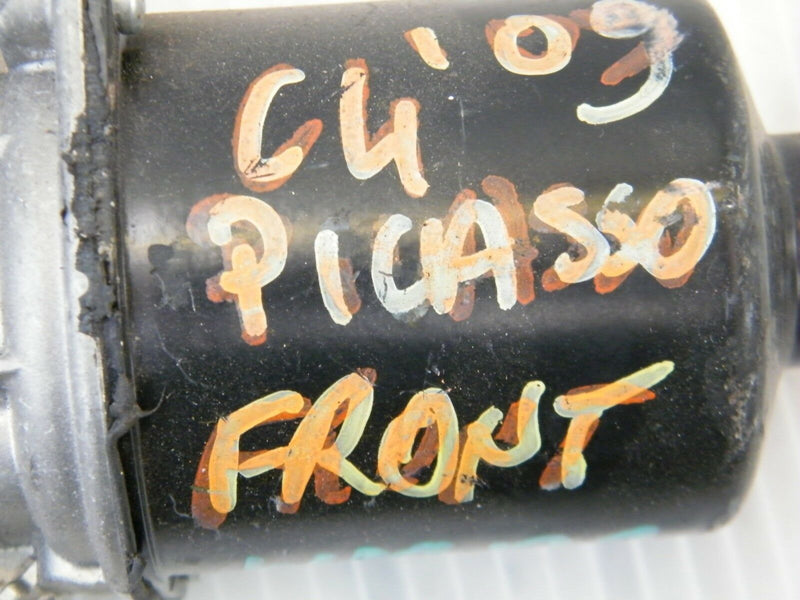 C4 '09
PICASSO
FRONT